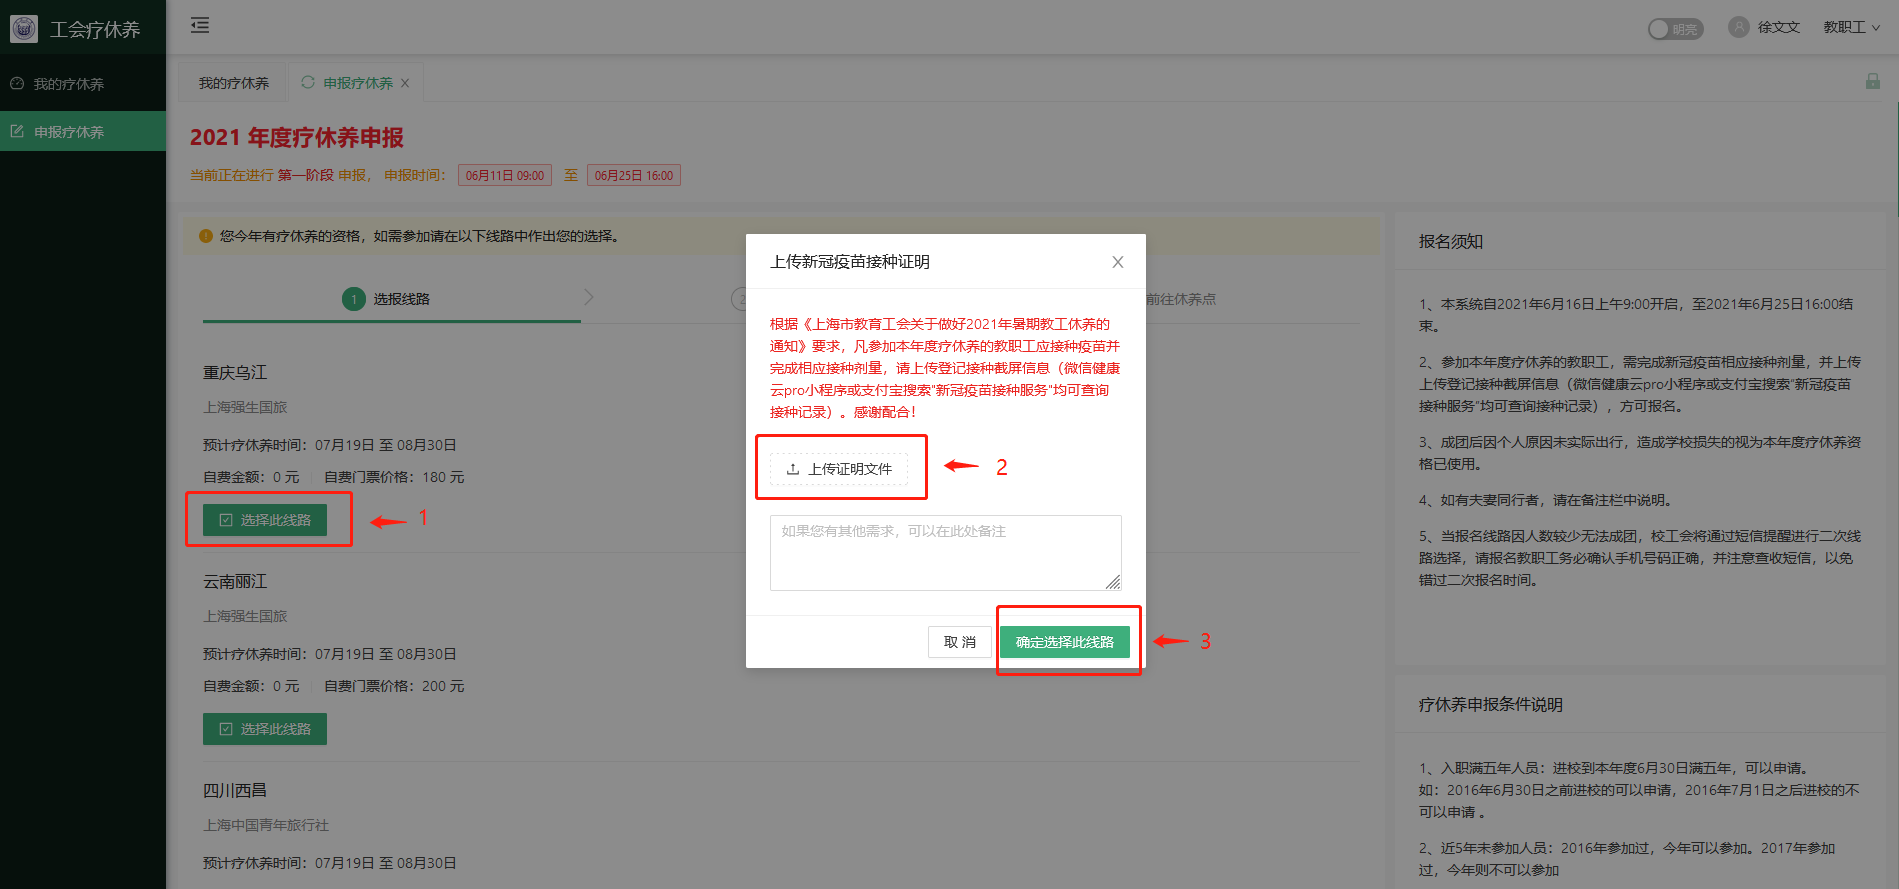 工会疗休养
明亮
徐文文
教职工
我的疗休养
申报疗休养
我的疗休养
申报疗休养
2021 年度疗休养申报
当前正在进行 第一阶段 申报， 申报时间： 06月11日 09:00 至 06月25日 16:00
您今年有疗休养的资格，如需参加请在以下线路中作出您的选择。
1 选报线路
2
前往休养点
重庆乌江
上海强生国旅
预计疗休养时间：07月19日 至 08月30日
自费金额：0 元 自费门票价格：180 元
选择此线路
1
云南丽江
上海强生国旅
预计疗休养时间：07月19日 至 08月30日
自费金额：0 元 自费门票价格：200 元
选择此线路
四川西昌
上海中国青年旅行社
预计疗休养时间：07月19日 至 08月30日
上传新冠疫苗接种证明
根据《上海市教育工会关于做好2021年暑期教工休养的
通知》要求，凡参加本年度疗休养的教职工应接种疫苗并
完成相应接种剂量，请上传登记接种截屏信息（微信健康
云pro小程序或支付宝搜索"新冠疫苗接种服务"均可查询
接种记录）。感谢配合！
上传证明文件
2
如果您有其他需求，可以在此处备注
取 消
确定选择此线路
3
报名须知
1、本系统自2021年6月16日上午9:00开启，至2021年6月25日16:00结
束。
2、参加本年度疗休养的教职工，需完成新冠疫苗相应接种剂量，并上传
上传登记接种截屏信息（微信健康云pro小程序或支付宝搜索"新冠疫苗
接种服务"均可查询接种记录），方可报名。
3、成团后因个人原因未实际出行，造成学校损失的视为本年度疗休养资
格已使用。
4、如有夫妻同行者，请在备注栏中说明。
5、当报名线路因人数较少无法成团，校工会将通过短信提醒进行二次线
路选择，请报名教职工务必确认手机号码正确，并注意查收短信，以免
错过二次报名时间。
疗休养申报条件说明
1、入职满五年人员：进校到本年度6月30日满五年，可以申请。
如：2016年6月30日之前进校的可以申请，2016年7月1日之后进校的不
可以申请 。
2、近5年未参加人员：2016年参加过，今年可以参加。2017年参加
过，今年则不可以参加